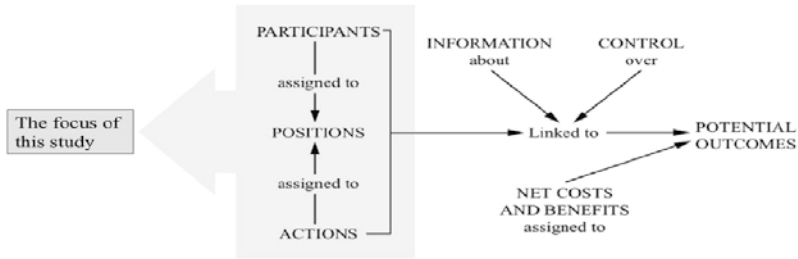 The focus of
this study
PARTICIPANTS
assigned to
POSITIONS
assigned to
ACTIONS
INFORMATION
about
CONTROL
over
Linked to
POTENTIAL
OUTCOMES
NET COSTS
AND BENEFITS
assigned to